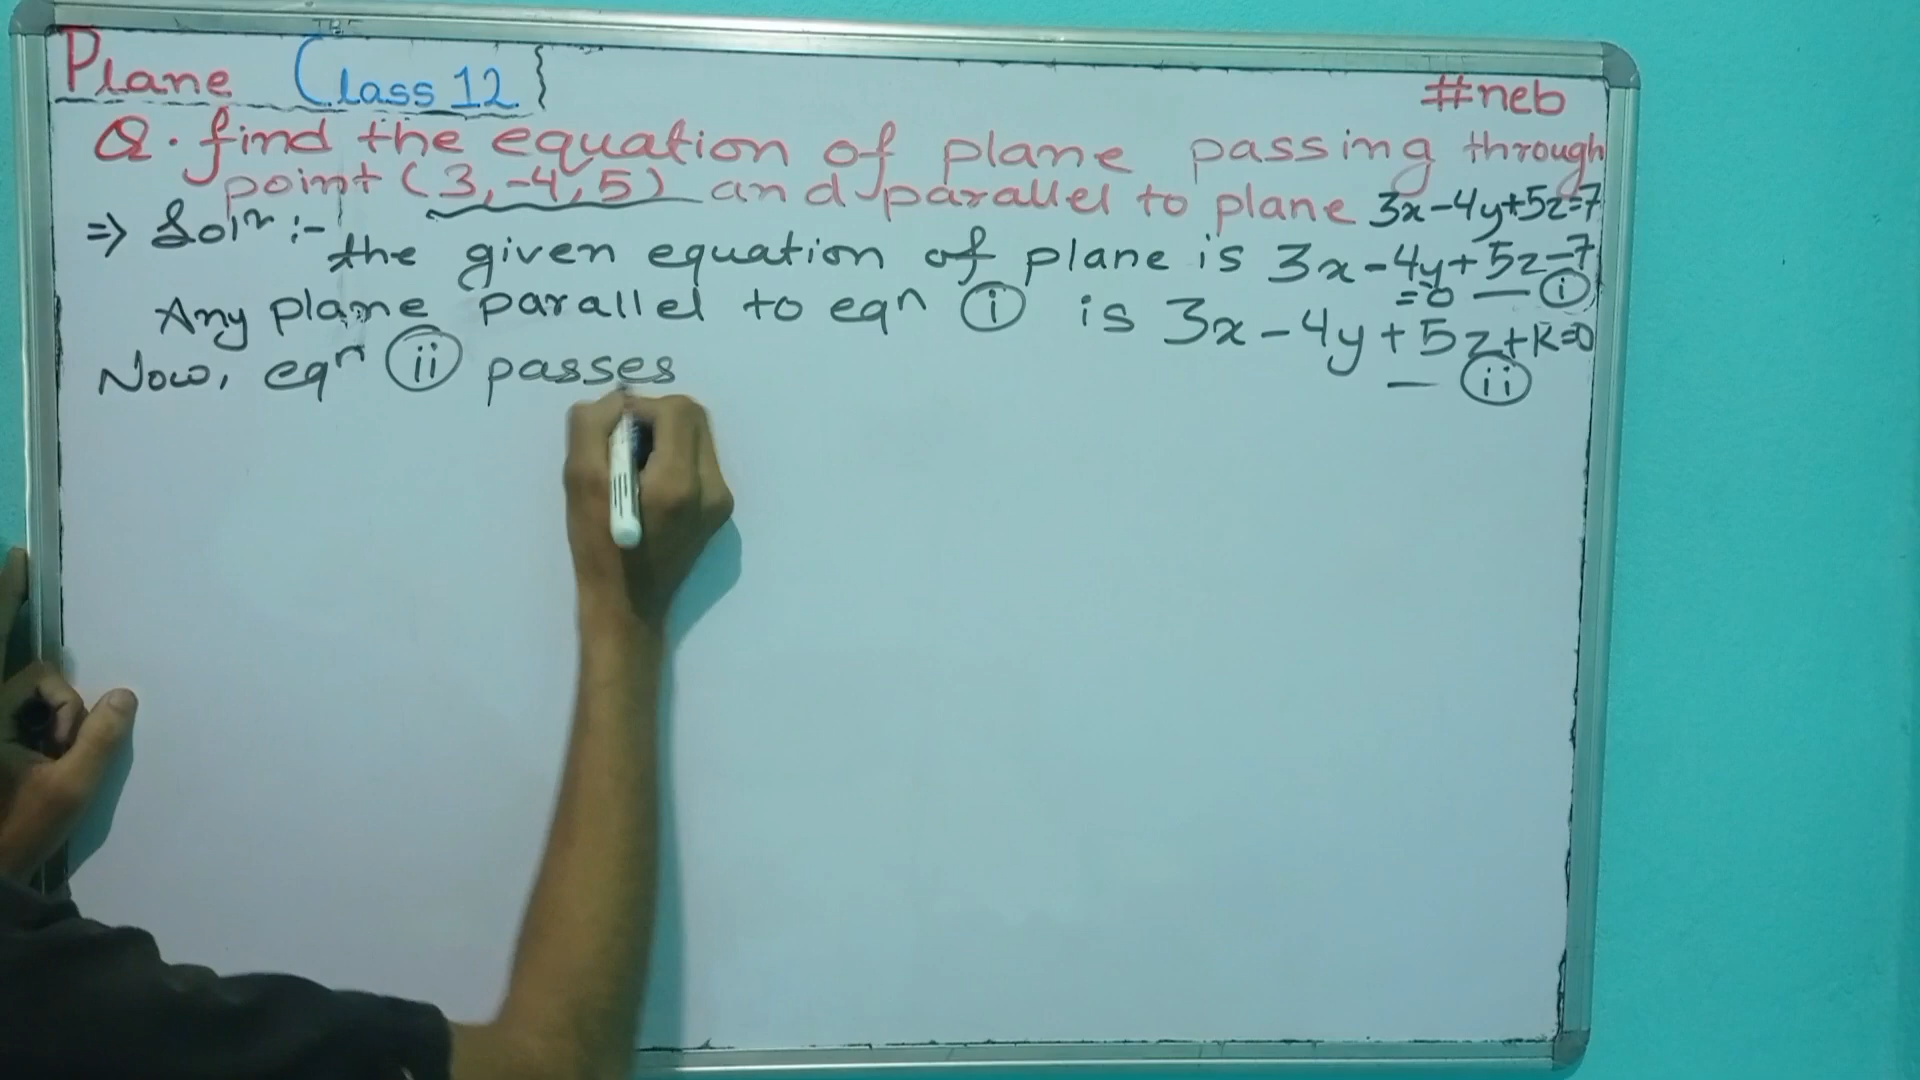 Plane Class 12 }
#neb
Q. find the equation of plane passing through
point (3, -4, 5) and parallel to plane 3x-4y+5z=7
=> Solⁿ :-
the given equation of plane is 3x-4y+5z-7
=0 — (i)
Any plane parallel to eqⁿ (i) is 3x-4y+5z+K=0
— (ii)
Now, eqⁿ (ii) passes